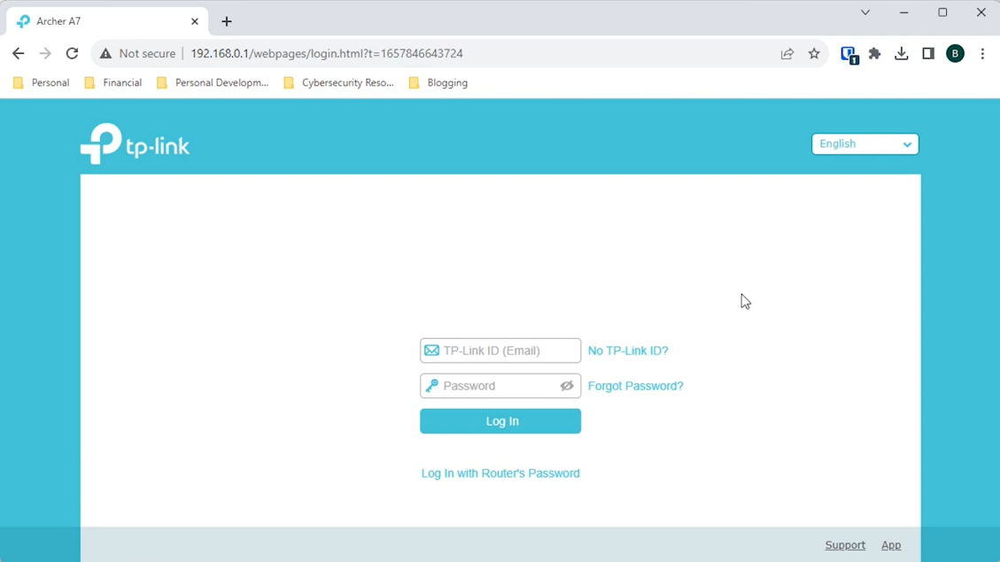 Archer A7
Not secure 192.168.0.1/webpages/login.html?t=1657846643724
1
B
Personal Financial Personal Developm... Cybersecurity Reso... Blogging
tp-link
English
TP-Link ID (Email) No TP-Link ID?
Password Forgot Password?
Log In
Log In with Router's Password
Support App